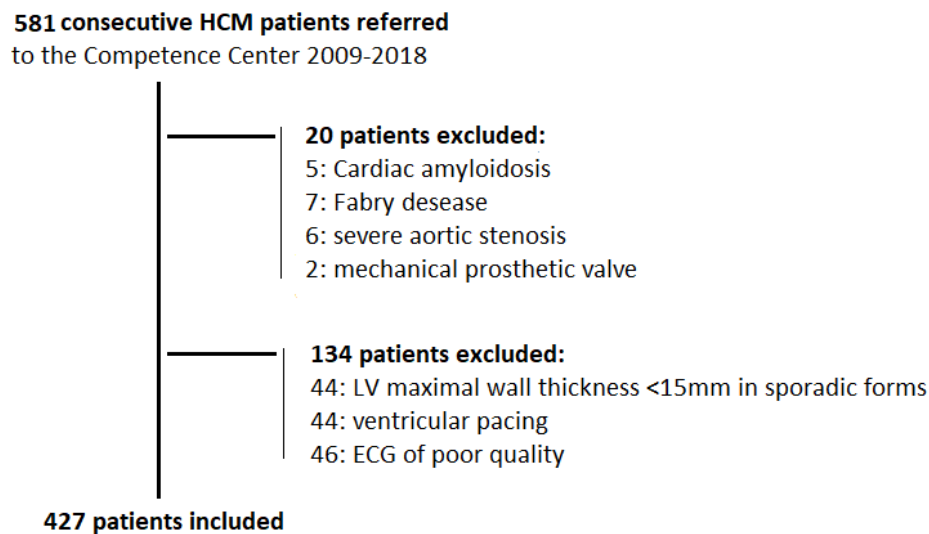 581 consecutive HCM patients referred
to the Competence Center 2009-2018
20 patients excluded:
5: Cardiac amyloidosis
7: Fabry desease
6: severe aortic stenosis
2: mechanical prosthetic valve
134 patients excluded:
44: LV maximal wall thickness <15mm in sporadic forms
44: ventricular pacing
46: ECG of poor quality
427 patients included